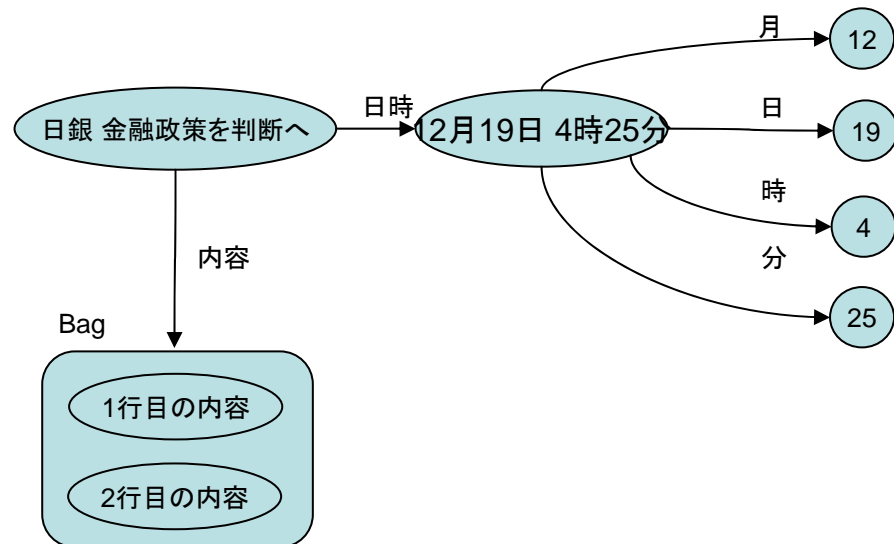 月
12
日銀 金融政策を判断へ
日時
12月19日 4時25分
日
19
時
4
内容
分
25
Bag
1行目の内容
2行目の内容